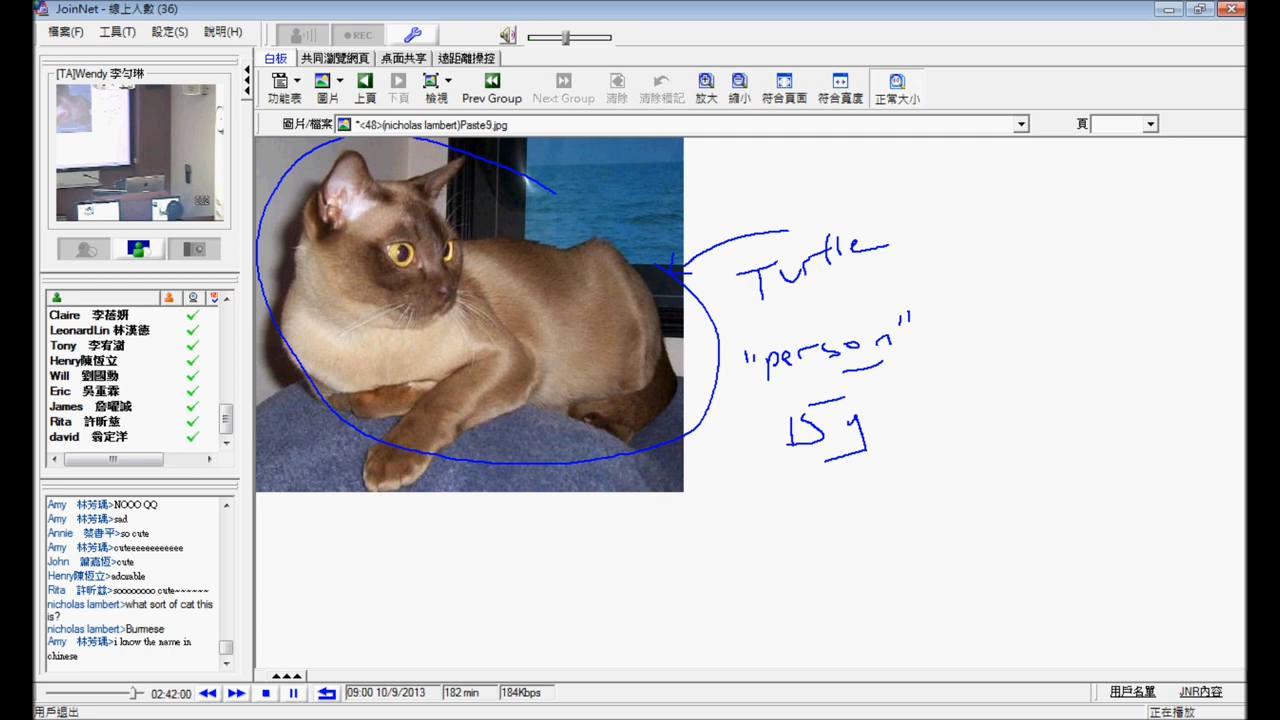 JoinNet - 線上人數 (36)
檔案(F) 工具(T) 設定(S) 說明(H)
REC
[TA]Wendy 李勻琳
白板 共同瀏覽網頁 桌面共享 遠距離操控
功能表 圖片 上頁 下頁 檢視 Prev Group Next Group 清除 清除標記 放大 縮小 符合頁面 符合寬度 正常大小
圖片/檔案 *<48>(nicholas lambert)Paste9.jpg 頁
002
Turtle
"person"
15 y
Claire 李蓓妍
LeonardLin 林漢德
Tony 李宥澍
Henry陳恆立
Will 劉國勳
Eric 吳重霖
James 詹曜誠
Rita 許昕慈
david 翁定洋
Amy 林芳瑀>NOOO QQ
Amy 林芳瑀>sad
Annie 蔡書平>so cute
Amy 林芳瑀>cuteeeeeeeeeee
John 蕭嘉恆>cute
Henry陳恆立>adorable
Rita 許昕玆>soooooooo cute~~~~~~
nicholas lambert>what sort of cat this
is?
nicholas lambert>Burmese
Amy 林芳瑀>i know the name in
chinese
02:42:00 09:00 10/9/2013 182 min 184Kbps 用戶名單 JNR內容
用戶退出 正在播放